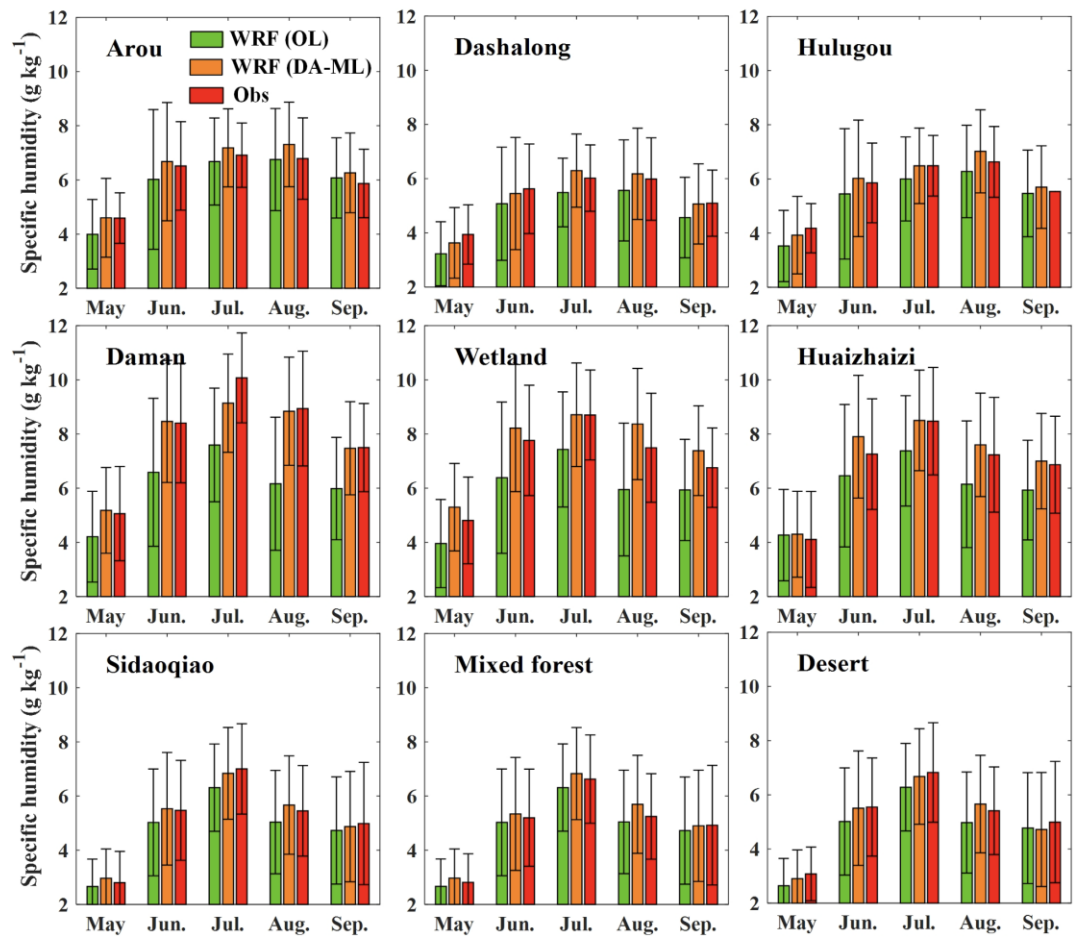 Specific humidity (g kg-1)
12
10
8
6
4
2
Arou
WRF (OL)
WRF (DA-ML)
Obs
May Jun. Jul. Aug. Sep.
12
10
8
6
4
2
Dashalong
May Jun. Jul. Aug. Sep.
12
10
8
6
4
2
Hulugou
May Jun. Jul. Aug. Sep.
Specific humidity (g kg-1)
12
10
8
6
4
2
Daman
May Jun. Jul. Aug. Sep.
12
10
8
6
4
2
Wetland
May Jun. Jul. Aug. Sep.
12
10
8
6
4
2
Huaizhaizi
May Jun. Jul. Aug. Sep.
Specific humidity (g kg-1)
12
10
8
6
4
2
Sidaoqiao
May Jun. Jul. Aug. Sep.
12
10
8
6
4
2
Mixed forest
May Jun. Jul. Aug. Sep.
12
10
8
6
4
2
Desert
May Jun. Jul. Aug. Sep.